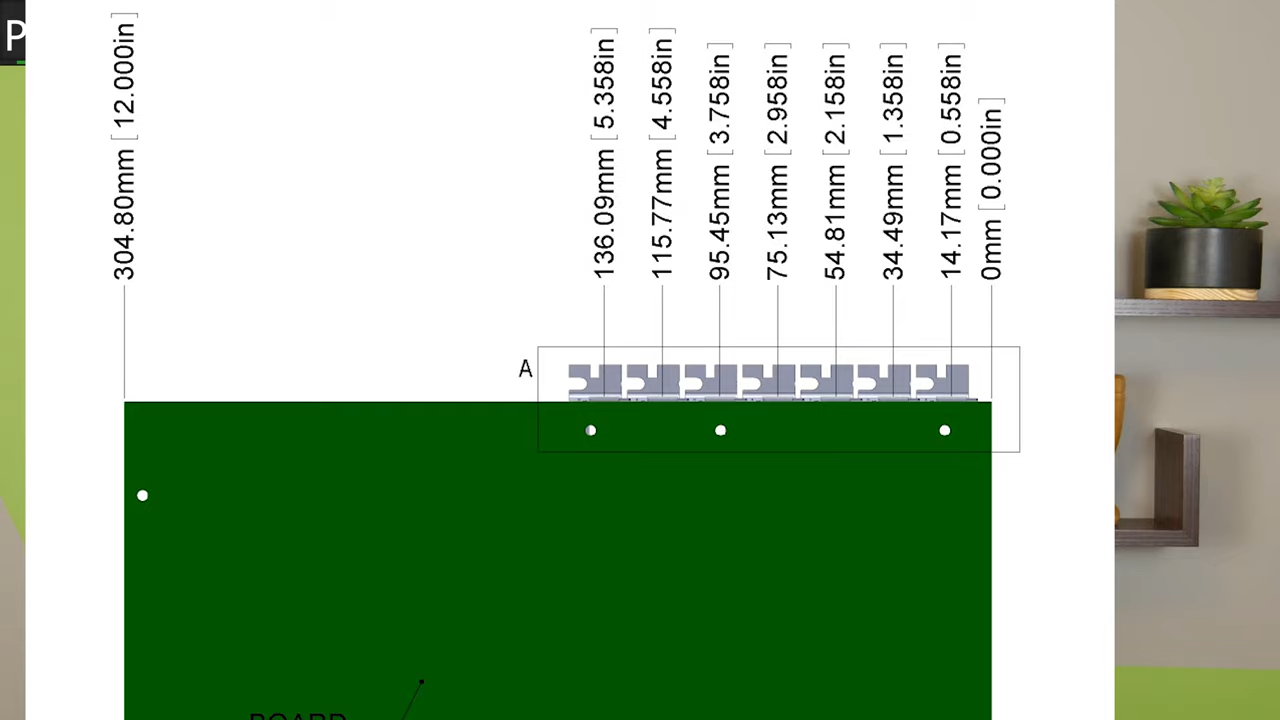 P
304.80mm [ 12.000in ]
136.09mm [ 5.358in ]
115.77mm [ 4.558in ]
95.45mm [ 3.758in ]
75.13mm [ 2.958in ]
54.81mm [ 2.158in ]
34.49mm [ 1.358in ]
14.17mm [ 0.558in ]
0mm [ 0.000in ]
A
BOARD